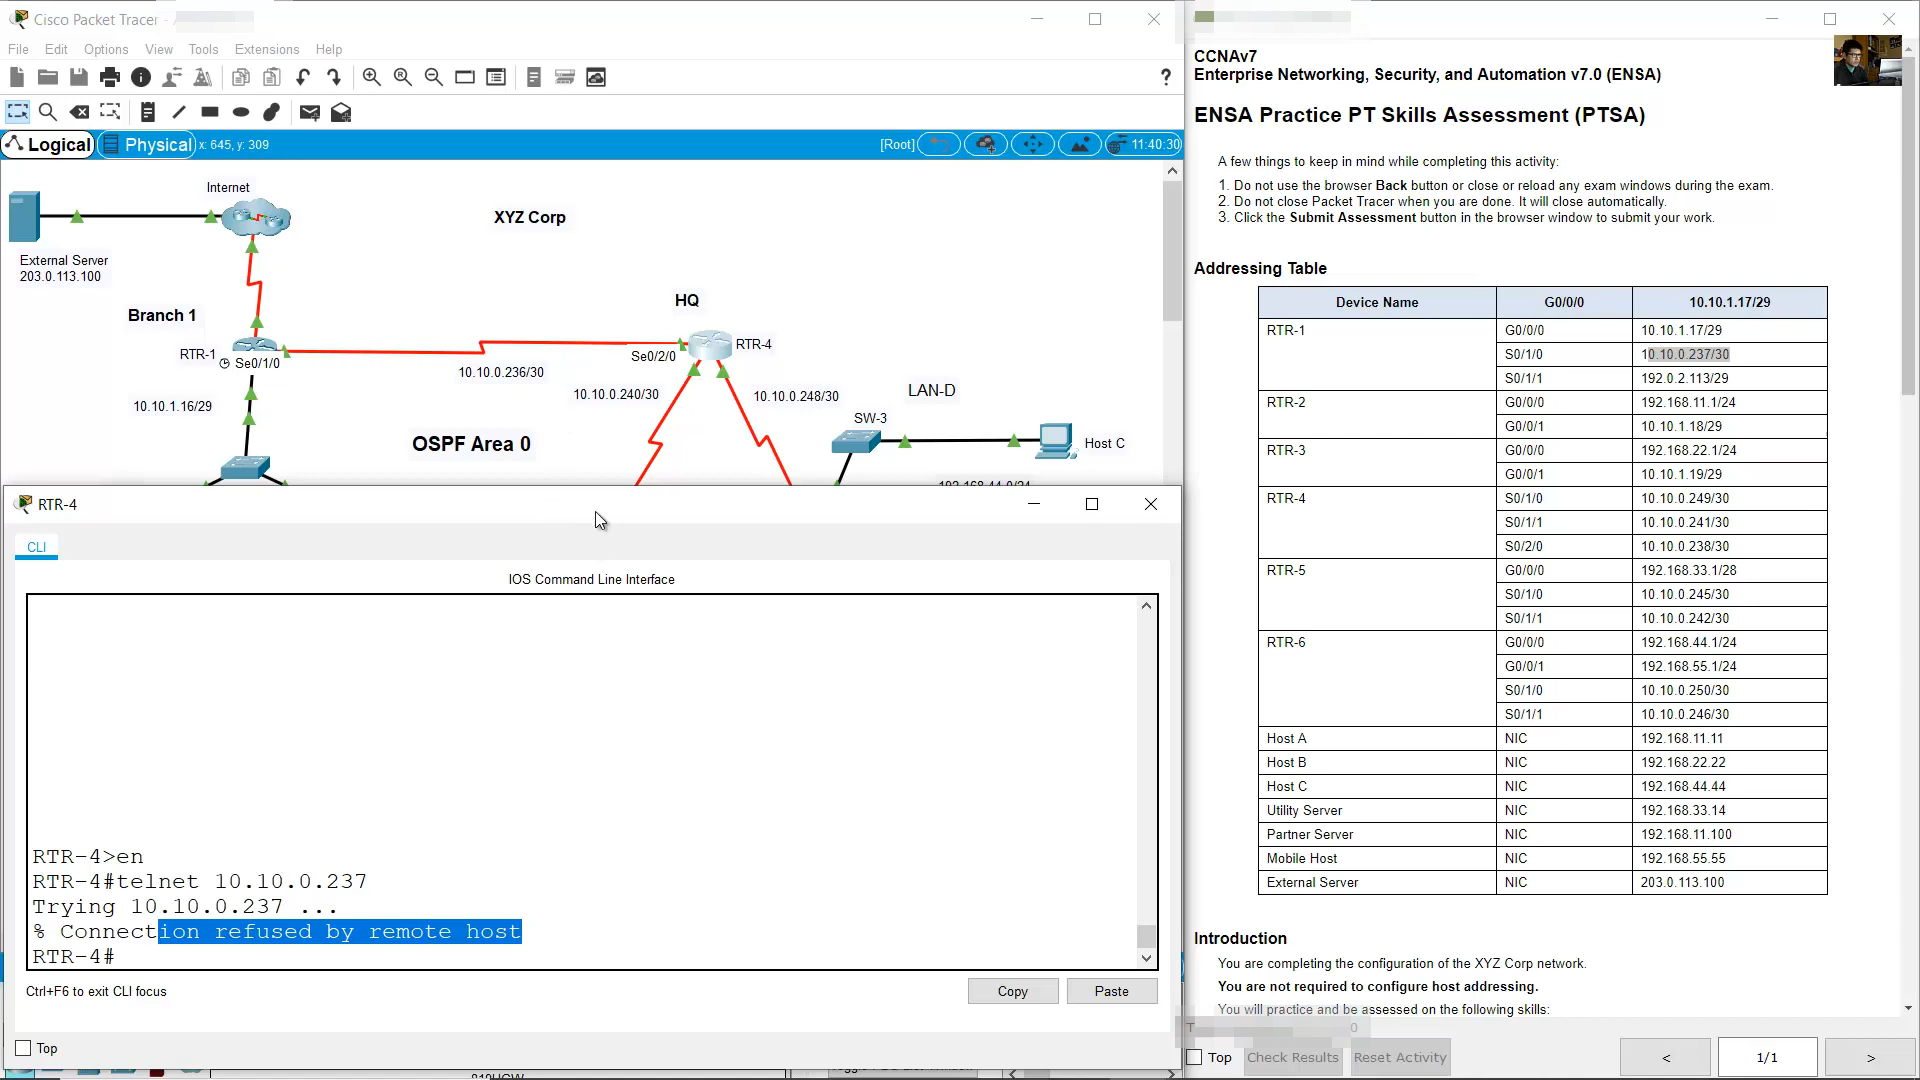 Cisco Packet Tracer -
File Edit Options View Tools Extensions Help
Logical Physical x: 645, y: 309 [Root] 11:40:30
Internet
XYZ Corp
External Server
203.0.113.100
Branch 1
HQ
RTR-1
Se0/1/0
Se0/2/0
RTR-4
10.10.0.236/30
10.10.0.240/30
10.10.0.248/30
LAN-D
10.10.1.16/29
SW-3
OSPF Area 0
Host C
192.168.44.0/24
RTR-4
CLI
IOS Command Line Interface
RTR-4>en
RTR-4#telnet 10.10.0.237
Trying 10.10.0.237 ...
% Connection refused by remote host
RTR-4#
Ctrl+F6 to exit CLI focus
Copy Paste
Top
819HGW
CCNAv7
Enterprise Networking, Security, and Automation v7.0 (ENSA)
ENSA Practice PT Skills Assessment (PTSA)
A few things to keep in mind while completing this activity:
1. Do not use the browser Back button or close or reload any exam windows during the exam.
2. Do not close Packet Tracer when you are done. It will close automatically.
3. Click the Submit Assessment button in the browser window to submit your work.
Addressing Table
Device Name G0/0/0 10.10.1.17/29
RTR-1 G0/0/0 10.10.1.17/29
S0/1/0 10.10.0.237/30
S0/1/1 192.0.2.113/29
RTR-2 G0/0/0 192.168.11.1/24
G0/0/1 10.10.1.18/29
RTR-3 G0/0/0 192.168.22.1/24
G0/0/1 10.10.1.19/29
RTR-4 S0/1/0 10.10.0.249/30
S0/1/1 10.10.0.241/30
S0/2/0 10.10.0.238/30
RTR-5 G0/0/0 192.168.33.1/28
S0/1/0 10.10.0.245/30
S0/1/1 10.10.0.242/30
RTR-6 G0/0/0 192.168.44.1/24
G0/0/1 192.168.55.1/24
S0/1/0 10.10.0.250/30
S0/1/1 10.10.0.246/30
Host A NIC 192.168.11.11
Host B NIC 192.168.22.22
Host C NIC 192.168.44.44
Utility Server NIC 192.168.33.14
Partner Server NIC 192.168.11.100
Mobile Host NIC 192.168.55.55
External Server NIC 203.0.113.100
Introduction
You are completing the configuration of the XYZ Corp network.
You are not required to configure host addressing.
You will practice and be assessed on the following skills:
Top Check Results Reset Activity < 1/1 >